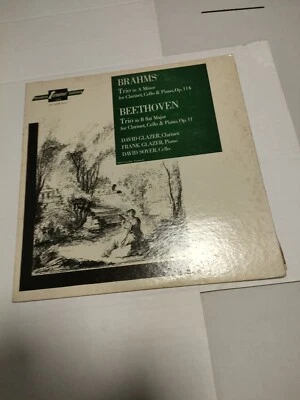 BRAHMS
Trio in A Minor
for Clarinet, Cello & Piano, Op. 114
BEETHOVEN
Trio in B flat Major
for Clarinet, Cello & Piano, Op. 11
DAVID GLAZER, Clarinet
FRANK GLAZER, Piano
DAVID SOYER, Cello